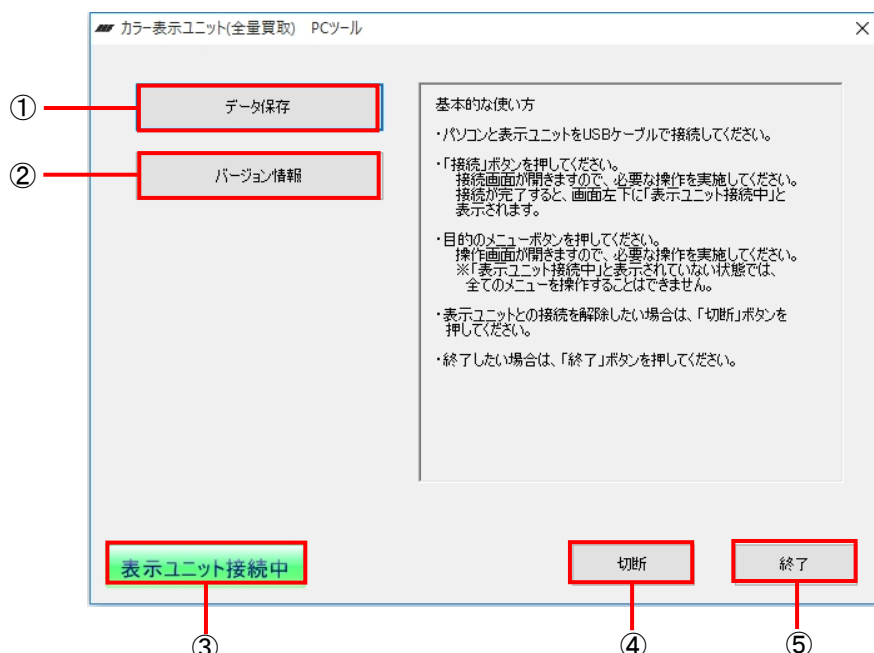 カラー表示ユニット(全量買取) PCツール
① データ保存
② バージョン情報
基本的な使い方
・パソコンと表示ユニットをUSBケーブルで接続してください。
・「接続」ボタンを押してください。
接続画面が開きますので、必要な操作を実施してください。
接続が完了すると、画面左下に「表示ユニット接続中」と
表示されます。
・目的のメニューボタンを押してください。
操作画面が開きますので、必要な操作を実施してください。
※「表示ユニット接続中」と表示されていない状態では、
全てのメニューを操作することはできません。
・表示ユニットとの接続を解除したい場合は、「切断」ボタンを
押してください。
・終了したい場合は、「終了」ボタンを押してください。
表示ユニット接続中
切断
終了
③
④
⑤